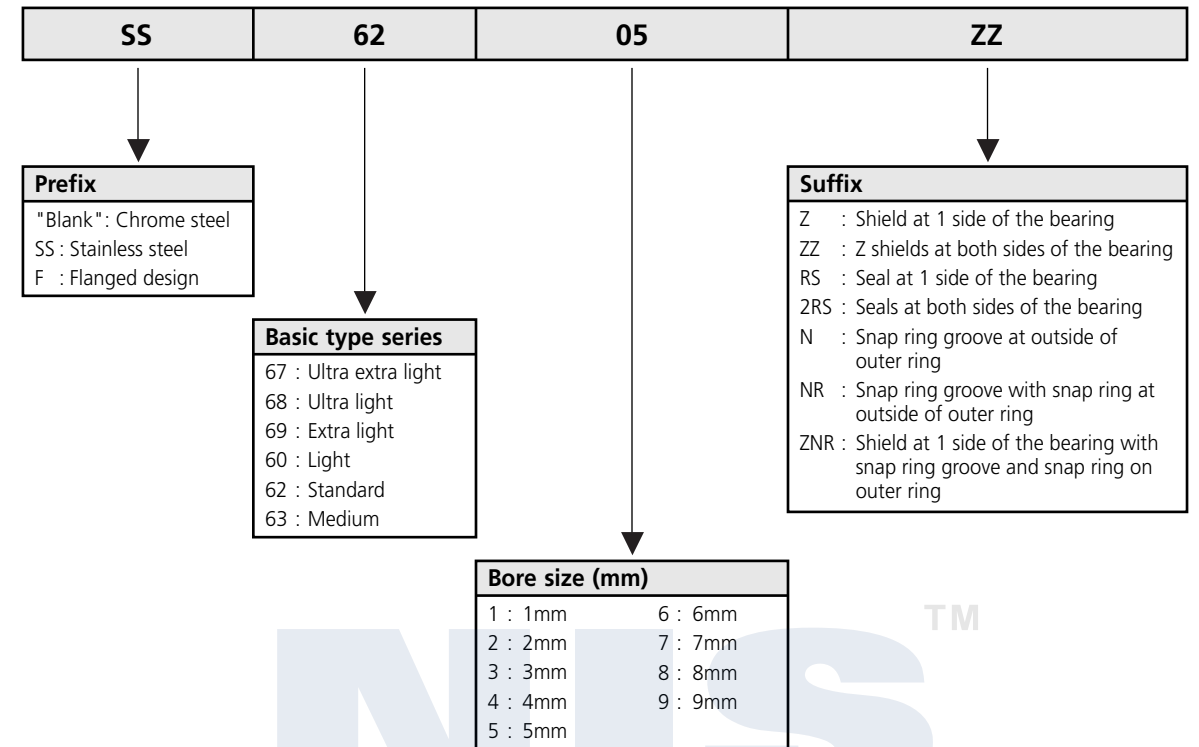 SS 62 05 ZZ
Prefix
"Blank": Chrome steel
SS : Stainless steel
F : Flanged design
Suffix
Z : Shield at 1 side of the bearing
ZZ : Z shields at both sides of the bearing
RS : Seal at 1 side of the bearing
2RS : Seals at both sides of the bearing
N : Snap ring groove at outside of
outer ring
NR : Snap ring groove with snap ring at
outside of outer ring
ZNR : Shield at 1 side of the bearing with
snap ring groove and snap ring on
outer ring
Basic type series
67 : Ultra extra light
68 : Ultra light
69 : Extra light
60 : Light
62 : Standard
63 : Medium
Bore size (mm)
1 : 1mm 6 : 6mm
2 : 2mm 7 : 7mm
3 : 3mm 8 : 8mm
4 : 4mm 9 : 9mm
5 : 5mm
NIS TM